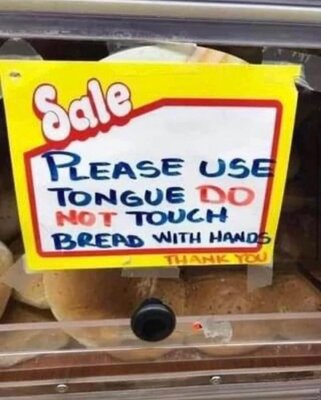 Sale
PLEASE USE
TONGUE DO
NOT TOUCH
BREAD WITH HANDS
THANK YOU